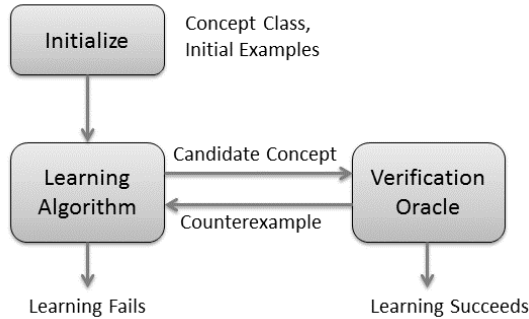 Initialize
Concept Class,
Initial Examples
Learning
Algorithm
Candidate Concept
Counterexample
Verification
Oracle
Learning Fails
Learning Succeeds